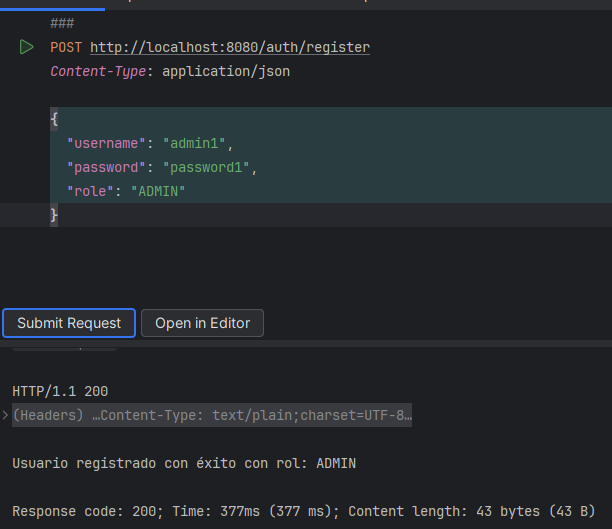 ###
POST http://localhost:8080/auth/register
Content-Type: application/json
{
"username": "admin1",
"password": "password1",
"role": "ADMIN"
}
Submit Request
Open in Editor
HTTP/1.1 200
(Headers) …Content-Type: text/plain;charset=UTF-8…
Usuario registrado con éxito con rol: ADMIN
Response code: 200; Time: 377ms (377 ms); Content length: 43 bytes (43 B)